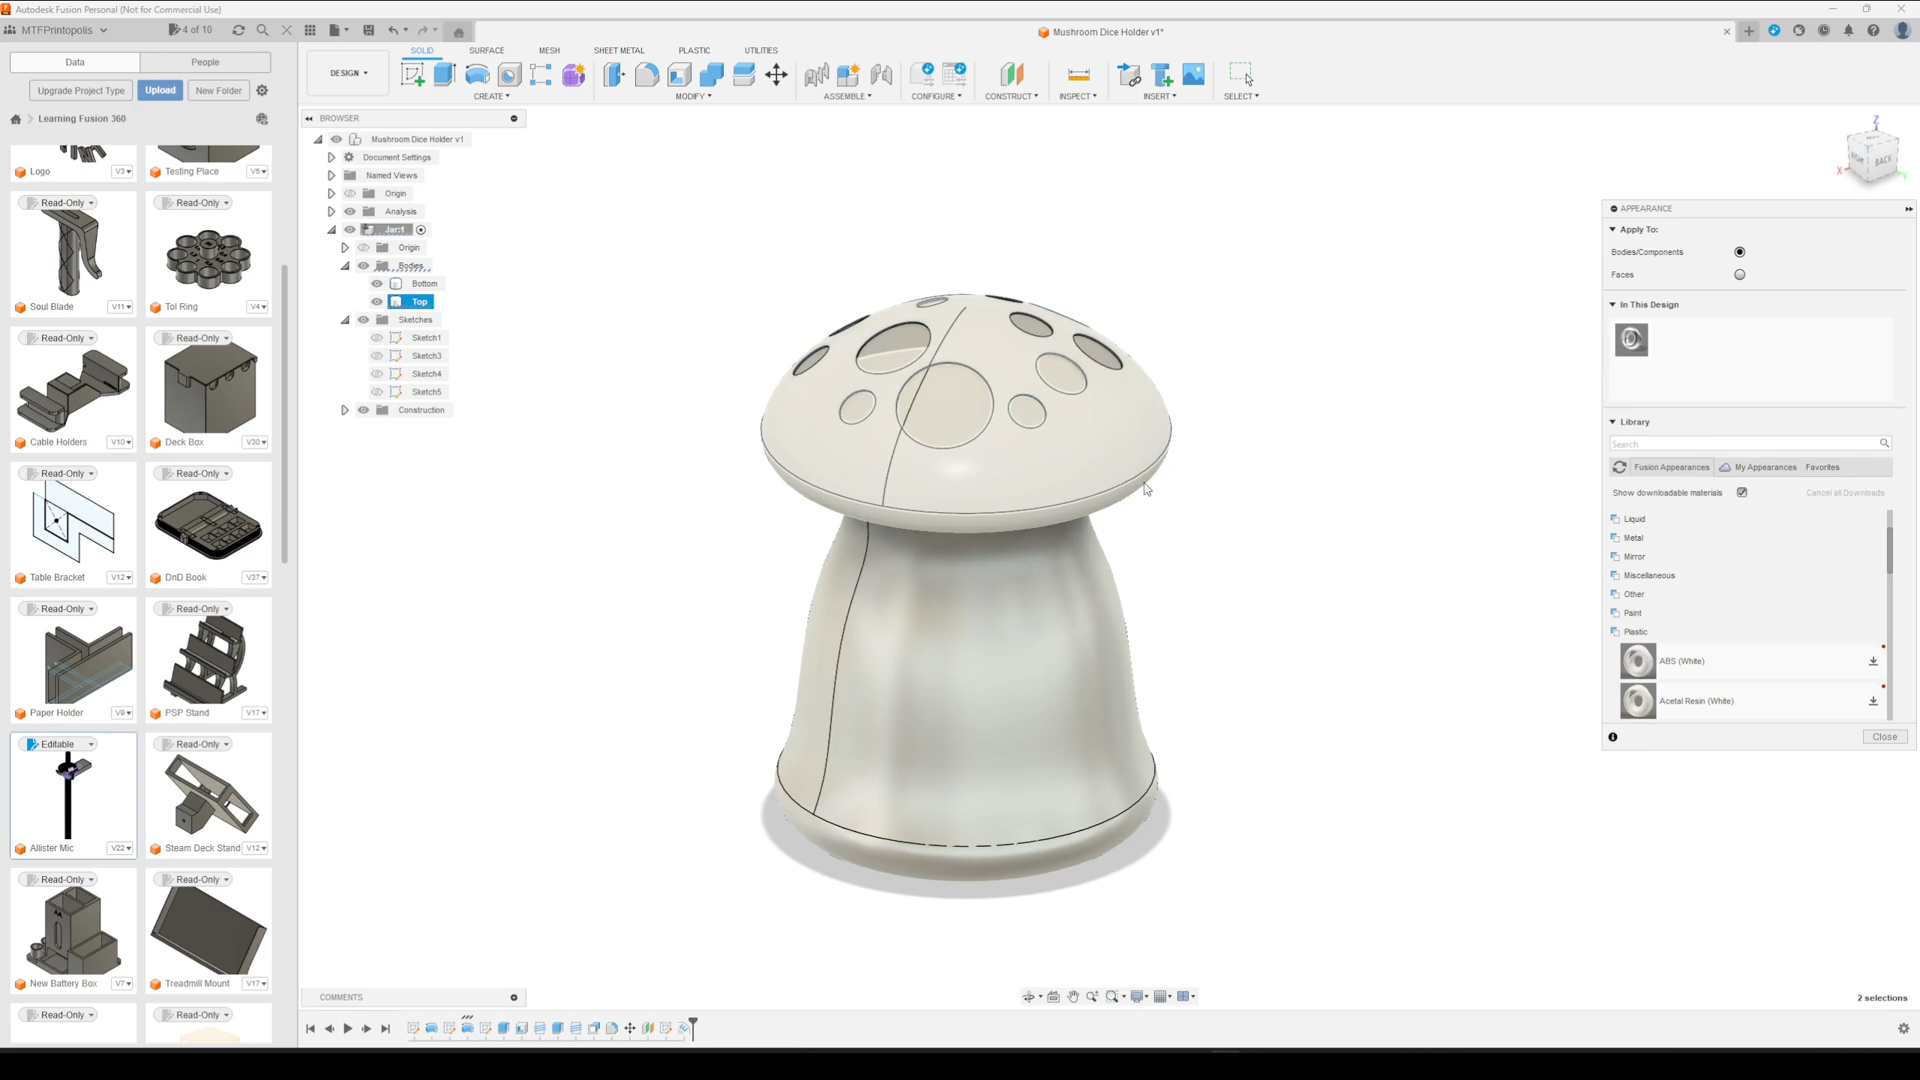 Autodesk Fusion Personal (Not for Commercial Use)
MTFPrintopolis
4 of 10
Mushroom Dice Holder v1*
Data
People
Upgrade Project Type
Upload
New Folder
Learning Fusion 360
DESIGN
SOLID
SURFACE
MESH
SHEET METAL
PLASTIC
UTILITIES
CREATE
MODIFY
ASSEMBLE
CONFIGURE
CONSTRUCT
INSPECT
INSERT
SELECT
BROWSER
Mushroom Dice Holder v1
Document Settings
Named Views
Origin
Analysis
Jar:1
Origin
Bodies
Bottom
Top
Sketches
Sketch1
Sketch3
Sketch4
Sketch5
Construction
Logo
V3
Testing Place
V5
Read-Only
Read-Only
Soul Blade
V11
Tol Ring
V4
Read-Only
Read-Only
Cable Holders
V10
Deck Box
V30
Read-Only
Read-Only
Table Bracket
V12
DnD Book
V37
Read-Only
Read-Only
Paper Holder
V9
PSP Stand
V17
Editable
Read-Only
Allister Mic
V22
Steam Deck Stand
V12
Read-Only
Read-Only
New Battery Box
V7
Treadmill Mount
V17
Read-Only
Read-Only
Z
BACK
X
Y
APPEARANCE
Apply To:
Bodies/Components
Faces
In This Design
Library
Search
Fusion Appearances
My Appearances
Favorites
Show downloadable materials
Cancel all Downloads
Liquid
Metal
Mirror
Miscellaneous
Other
Paint
Plastic
ABS (White)
Acetal Resin (White)
Close
COMMENTS
2 selections